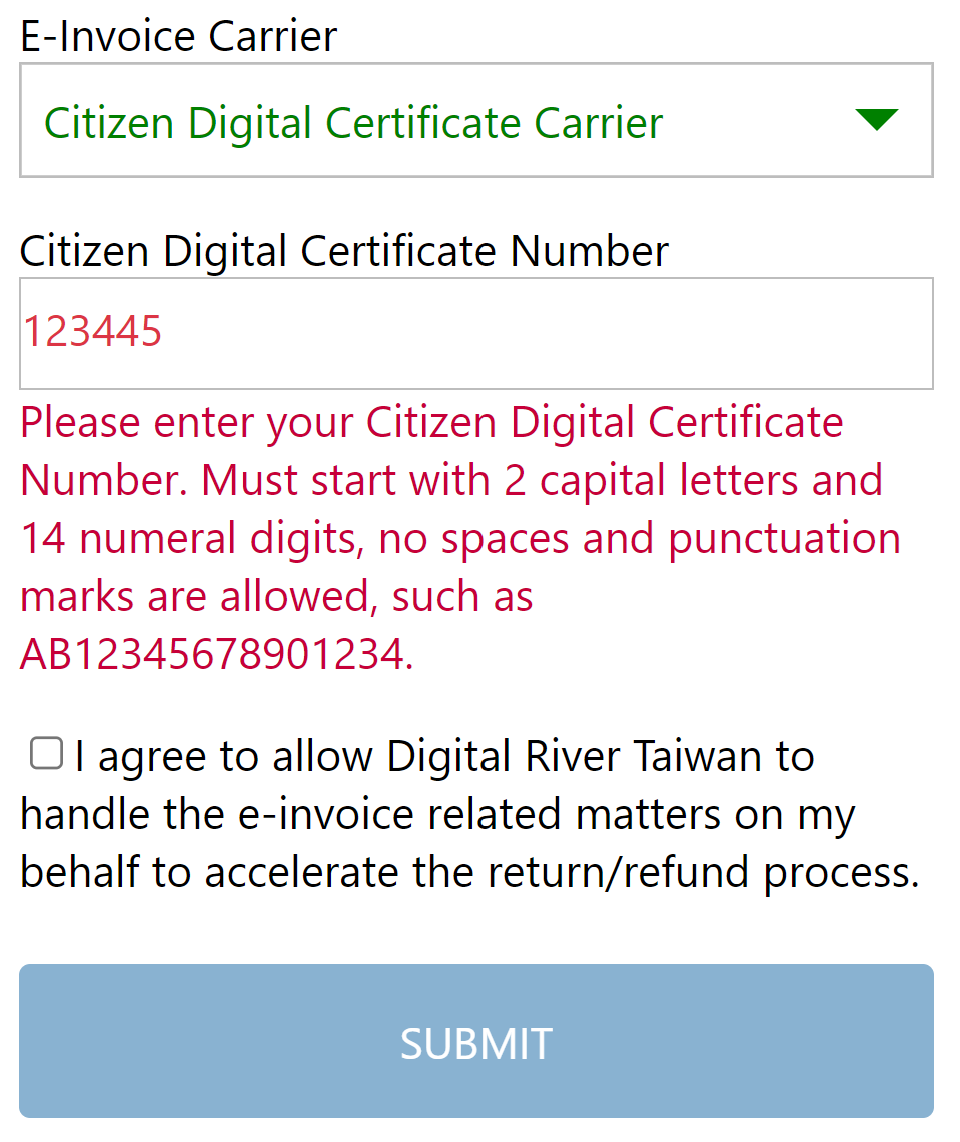 E-Invoice Carrier
Citizen Digital Certificate Carrier
Citizen Digital Certificate Number
123445
Please enter your Citizen Digital Certificate
Number. Must start with 2 capital letters and
14 numeral digits, no spaces and punctuation
marks are allowed, such as
AB12345678901234.
I agree to allow Digital River Taiwan to
handle the e-invoice related matters on my
behalf to accelerate the return/refund process.
SUBMIT